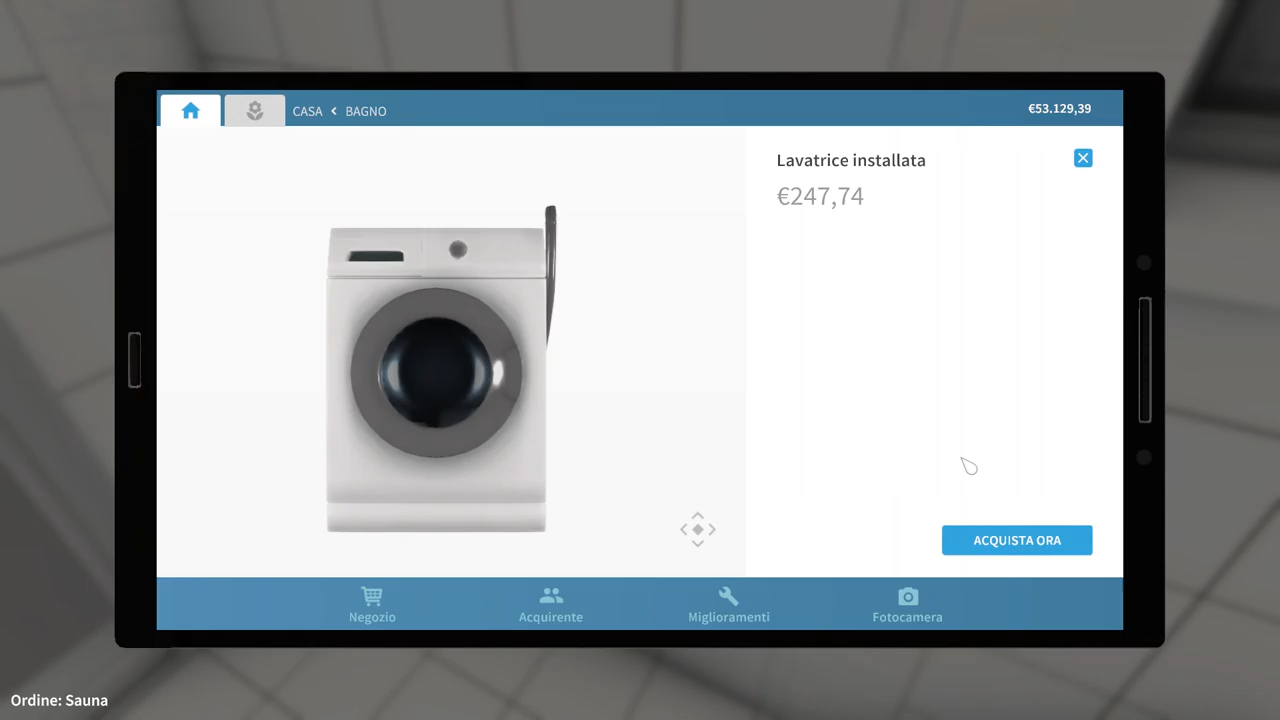 CASA < BAGNO
€53.129,39
Lavatrice installata
€247,74
ACQUISTA ORA
Negozio
Acquirente
Miglioramenti
Fotocamera
Ordine: Sauna